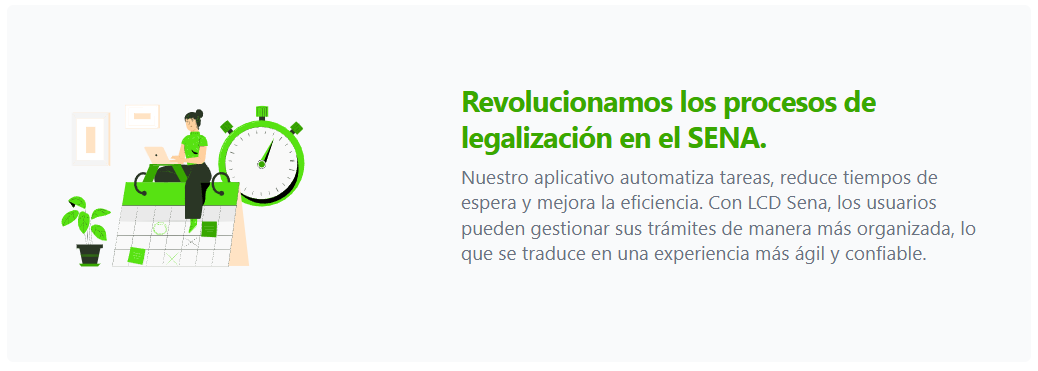 Revolucionamos los procesos de
legalización en el SENA.
Nuestro aplicativo automatiza tareas, reduce tiempos de
espera y mejora la eficiencia. Con LCD Sena, los usuarios
pueden gestionar sus trámites de manera más organizada, lo
que se traduce en una experiencia más ágil y confiable.